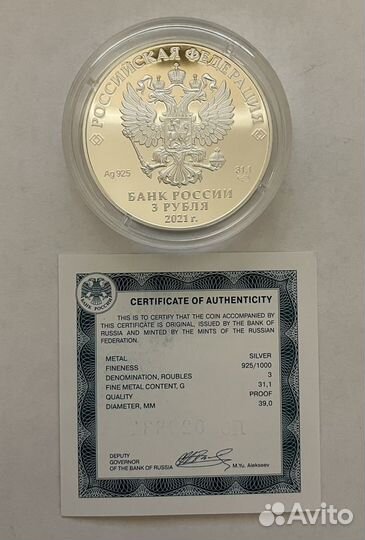 РОССИЙСКАЯ ФЕДЕРАЦИЯ
Ag 925
31,1
БАНК РОССИИ
3 РУБЛЯ
2021 г.
БАНК РОССИИ
CERTIFICATE OF AUTHENTICITY
THIS IS TO CERTIFY THAT THE COIN ACCOMPANIED BY
THIS CERTIFICATE IS ORIGINAL, ISSUED BY THE BANK OF
RUSSIA AND MINTED BY THE MINTS OF THE RUSSIAN
FEDERATION.
METAL SILVER
FINENESS 925/1000
DENOMINATION, ROUBLES 3
FINE METAL CONTENT, G 31,1
QUALITY PROOF
DIAMETER, MM 39,0
DEPUTY
GOVERNOR
OF THE BANK OF RUSSIA M.Yu. Alekseev
Avito